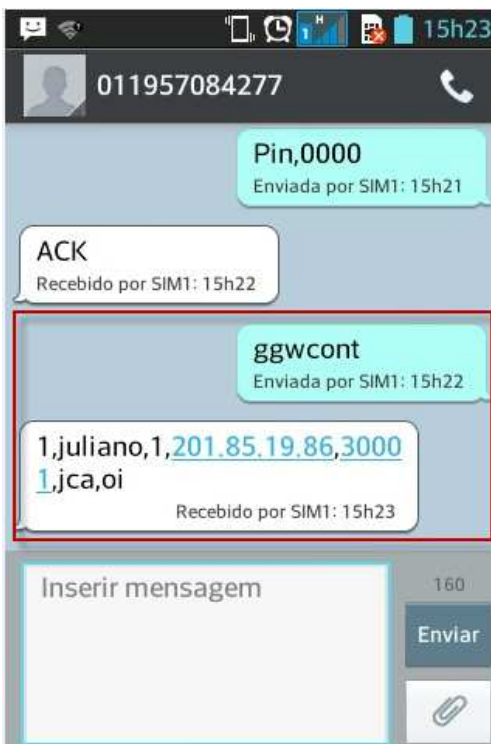 15h23
011957084277
Pin,0000
Enviada por SIM1: 15h21
ACK
Recebido por SIM1: 15h22
ggwcont
Enviada por SIM1: 15h22
1,juliano,1,201.85.19.86,3000
1,jca,oi
Recebido por SIM1: 15h23
Inserir mensagem
160
Enviar